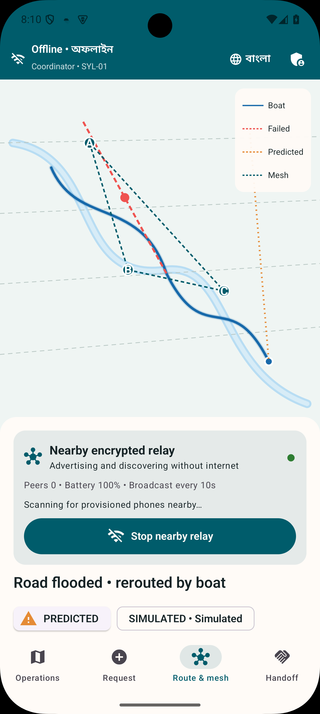 8:10
Offline • অফলাইন
Coordinator • SYL-01
বাংলা
Boat
Failed
Predicted
Mesh
A
B
C
Nearby encrypted relay
Advertising and discovering without internet
Peers 0 • Battery 100% • Broadcast every 10s
Scanning for provisioned phones nearby…
Stop nearby relay
Road flooded • rerouted by boat
PREDICTED
SIMULATED • Simulated
Operations
Request
Route & mesh
Handoff